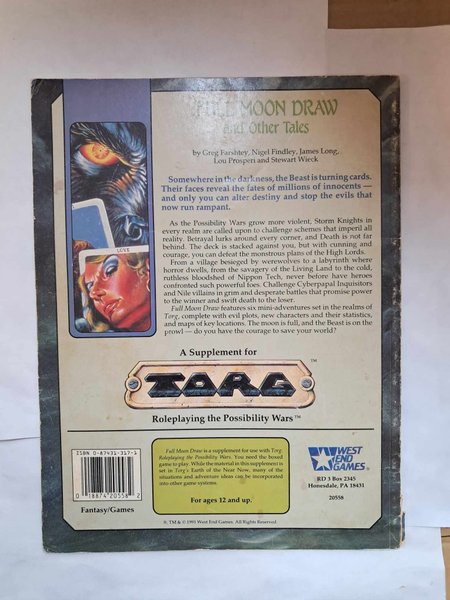 FULL MOON DRAW
and Other Tales
by Greg Farshtey, Nigel Findley, James Long,
Lou Prosperi and Stewart Wieck
Somewhere in the darkness, the Beast is turning cards.
Their faces reveal the fates of millions of innocents —
and only you can alter destiny and stop the evils that
now run rampant.
As the Possibility Wars grow more violent, Storm Knights in
every realm are called upon to challenge schemes that imperil all
reality. Betrayal lurks around every corner, and Death is not far
behind. The deck is stacked against you, but with cunning and
courage, you can defeat the monstrous plans of the High Lords.
From a village besieged by werewolves to a labyrinth where
horror dwells, from the savagery of the Living Land to the cold,
ruthless bloodshed of Nippon Tech, never before have heroes
confronted such powerful foes. Challenge Cyberpapal Inquisitors
and Nile villains in grim and desperate battles that promise power
to the winner and swift death to the loser.
Full Moon Draw features six mini-adventures set in the realms of
Torg, complete with evil plots, new characters and their statistics,
and maps of key locations. The moon is full, and the Beast is on the
prowl — do you have the courage to save your world?
LOVE
A Supplement for
TORG™
Roleplaying the Possibility Wars™
ISBN 0-87431-317-1
0 18874 20558 2
Fantasy/Games
Full Moon Draw is a supplement for use with Torg:
Roleplaying the Possibility Wars. You need the boxed
game to play. While the material in this supplement is
set in Torg's Earth of the Near Now, many of the
situations and adventure ideas can be incorporated
into other game systems.
For ages 12 and up.
WEST
END
GAMES®
RD 3 Box 2345
Honesdale, PA 18431
20558
®, TM & © 1991 West End Games. All Rights Reserved.